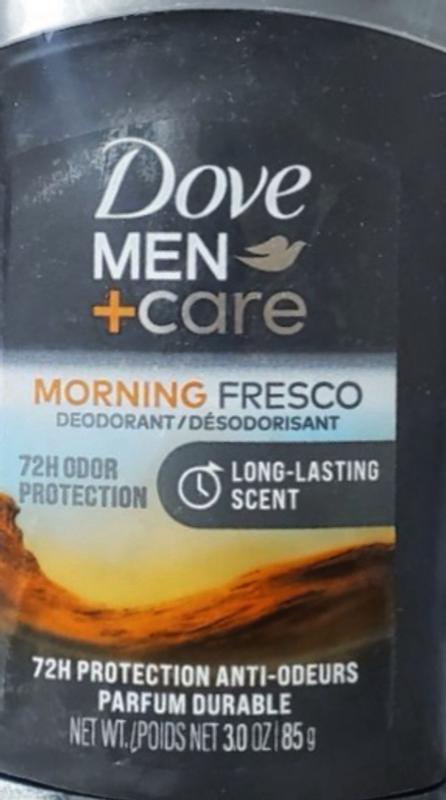 Dove
MEN
+care
MORNING FRESCO
DEODORANT/DÉSODORISANT
72H ODOR
PROTECTION
LONG-LASTING
SCENT
72H PROTECTION ANTI-ODEURS
PARFUM DURABLE
NET WT./POIDS NET 3.0 OZ | 85 g